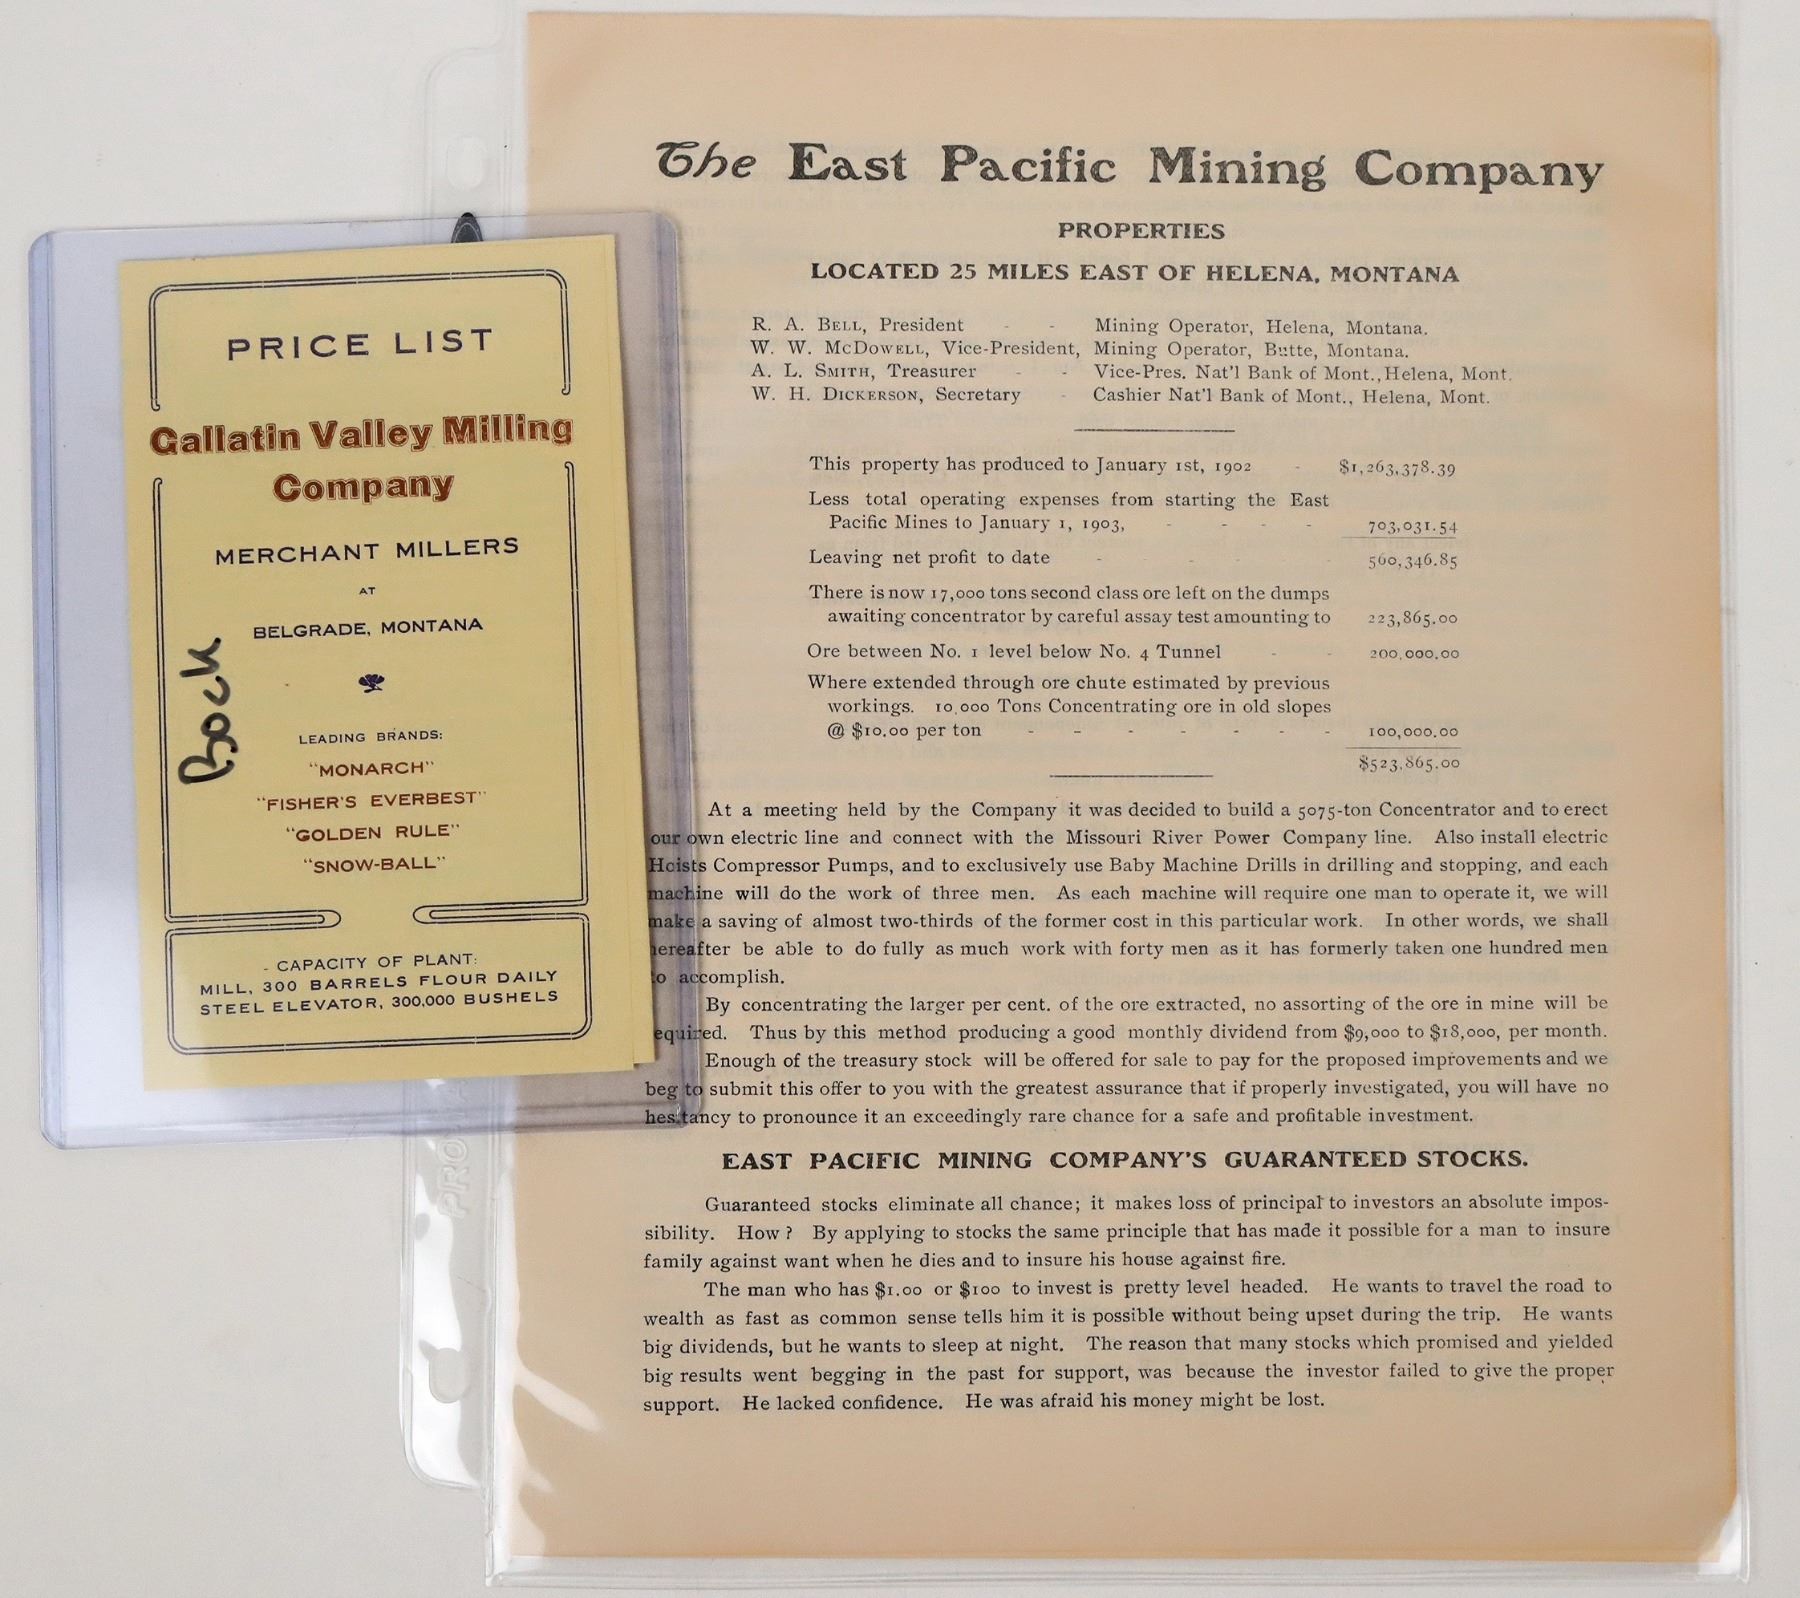 PRICE LIST
Gallatin Valley Milling
Company
MERCHANT MILLERS
AT
BELGRADE, MONTANA
Bock
LEADING BRANDS:
"MONARCH"
"FISHER'S EVERBEST"
"GOLDEN RULE"
"SNOW-BALL"
CAPACITY OF PLANT:
MILL, 300 BARRELS FLOUR DAILY
STEEL ELEVATOR, 300,000 BUSHELS
The East Pacific Mining Company
PROPERTIES
LOCATED 25 MILES EAST OF HELENA, MONTANA
R. A. BELL, President - - Mining Operator, Helena, Montana.
W. W. McDOWELL, Vice-President, Mining Operator, Butte, Montana.
A. L. SMITH, Treasurer - - Vice-Pres. Nat'l Bank of Mont., Helena, Mont.
W. H. DICKERSON, Secretary - Cashier Nat'l Bank of Mont., Helena, Mont.
This property has produced to January 1st, 1902 - $1,263,378.39
Less total operating expenses from starting the East
Pacific Mines to January 1, 1903, - - - - 703,031.54
Leaving net profit to date - - - - 560,346.85
There is now 17,000 tons second class ore left on the dumps
awaiting concentrator by careful assay test amounting to 223,865.00
Ore between No. 1 level below No. 4 Tunnel - - 200,000.00
Where extended through ore chute estimated by previous
workings. 10,000 Tons Concentrating ore in old slopes
@ $10.00 per ton - - - - - - - 100,000.00
$523,865.00
At a meeting held by the Company it was decided to build a 5075-ton Concentrator and to erect
our own electric line and connect with the Missouri River Power Company line. Also install electric
Hoists Compressor Pumps, and to exclusively use Baby Machine Drills in drilling and stopping, and each
machine will do the work of three men. As each machine will require one man to operate it, we will
make a saving of almost two-thirds of the former cost in this particular work. In other words, we shall
hereafter be able to do fully as much work with forty men as it has formerly taken one hundred men
to accomplish.
By concentrating the larger per cent. of the ore extracted, no assorting of the ore in mine will be
required. Thus by this method producing a good monthly dividend from $9,000 to $18,000, per month.
Enough of the treasury stock will be offered for sale to pay for the proposed improvements and we
beg to submit this offer to you with the greatest assurance that if properly investigated, you will have no
hesitancy to pronounce it an exceedingly rare chance for a safe and profitable investment.
EAST PACIFIC MINING COMPANY'S GUARANTEED STOCKS.
Guaranteed stocks eliminate all chance; it makes loss of principal to investors an absolute impos-
sibility. How? By applying to stocks the same principle that has made it possible for a man to insure
family against want when he dies and to insure his house against fire.
The man who has $1.00 or $100 to invest is pretty level headed. He wants to travel the road to
wealth as fast as common sense tells him it is possible without being upset during the trip. He wants
big dividends, but he wants to sleep at night. The reason that many stocks which promised and yielded
big results went begging in the past for support, was because the investor failed to give the proper
support. He lacked confidence. He was afraid his money might be lost.